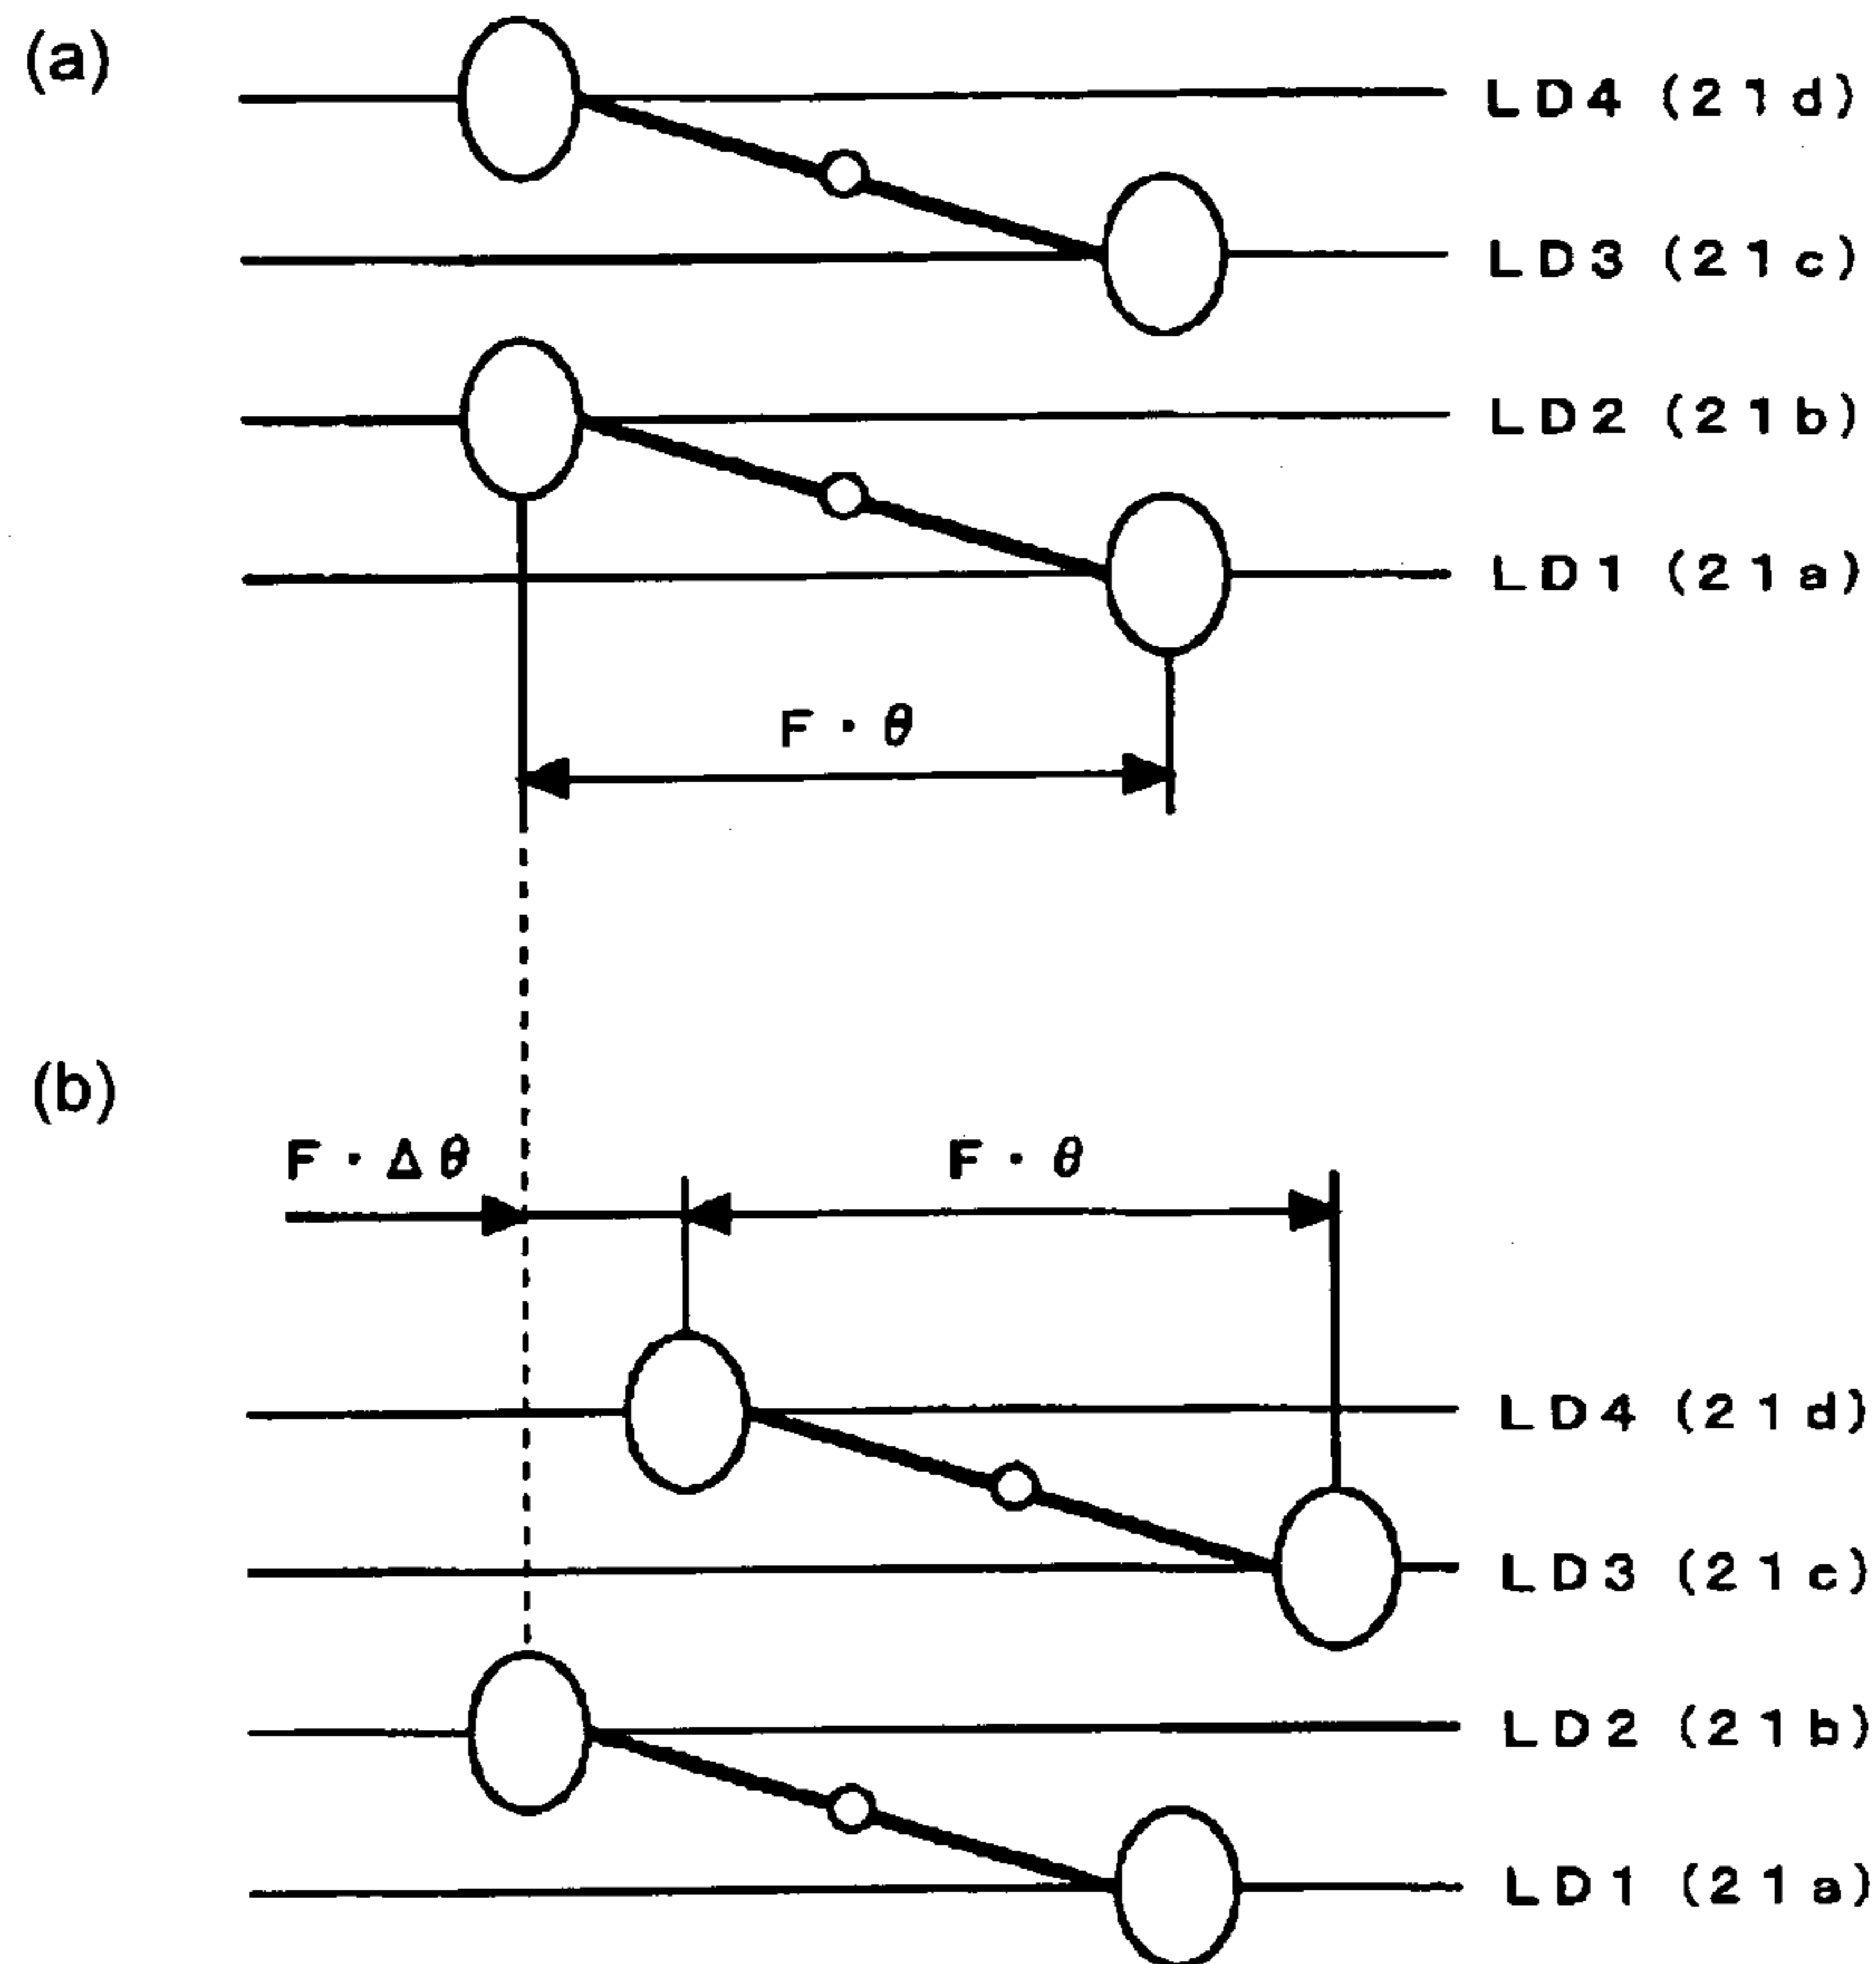 (a)
LD4 (21d)
LD3 (21c)
LD2 (21b)
LD1 (21a)
F・θ
(b)
F・Δθ
F・θ
LD4 (21d)
LD3 (21c)
LD2 (21b)
LD1 (21a)